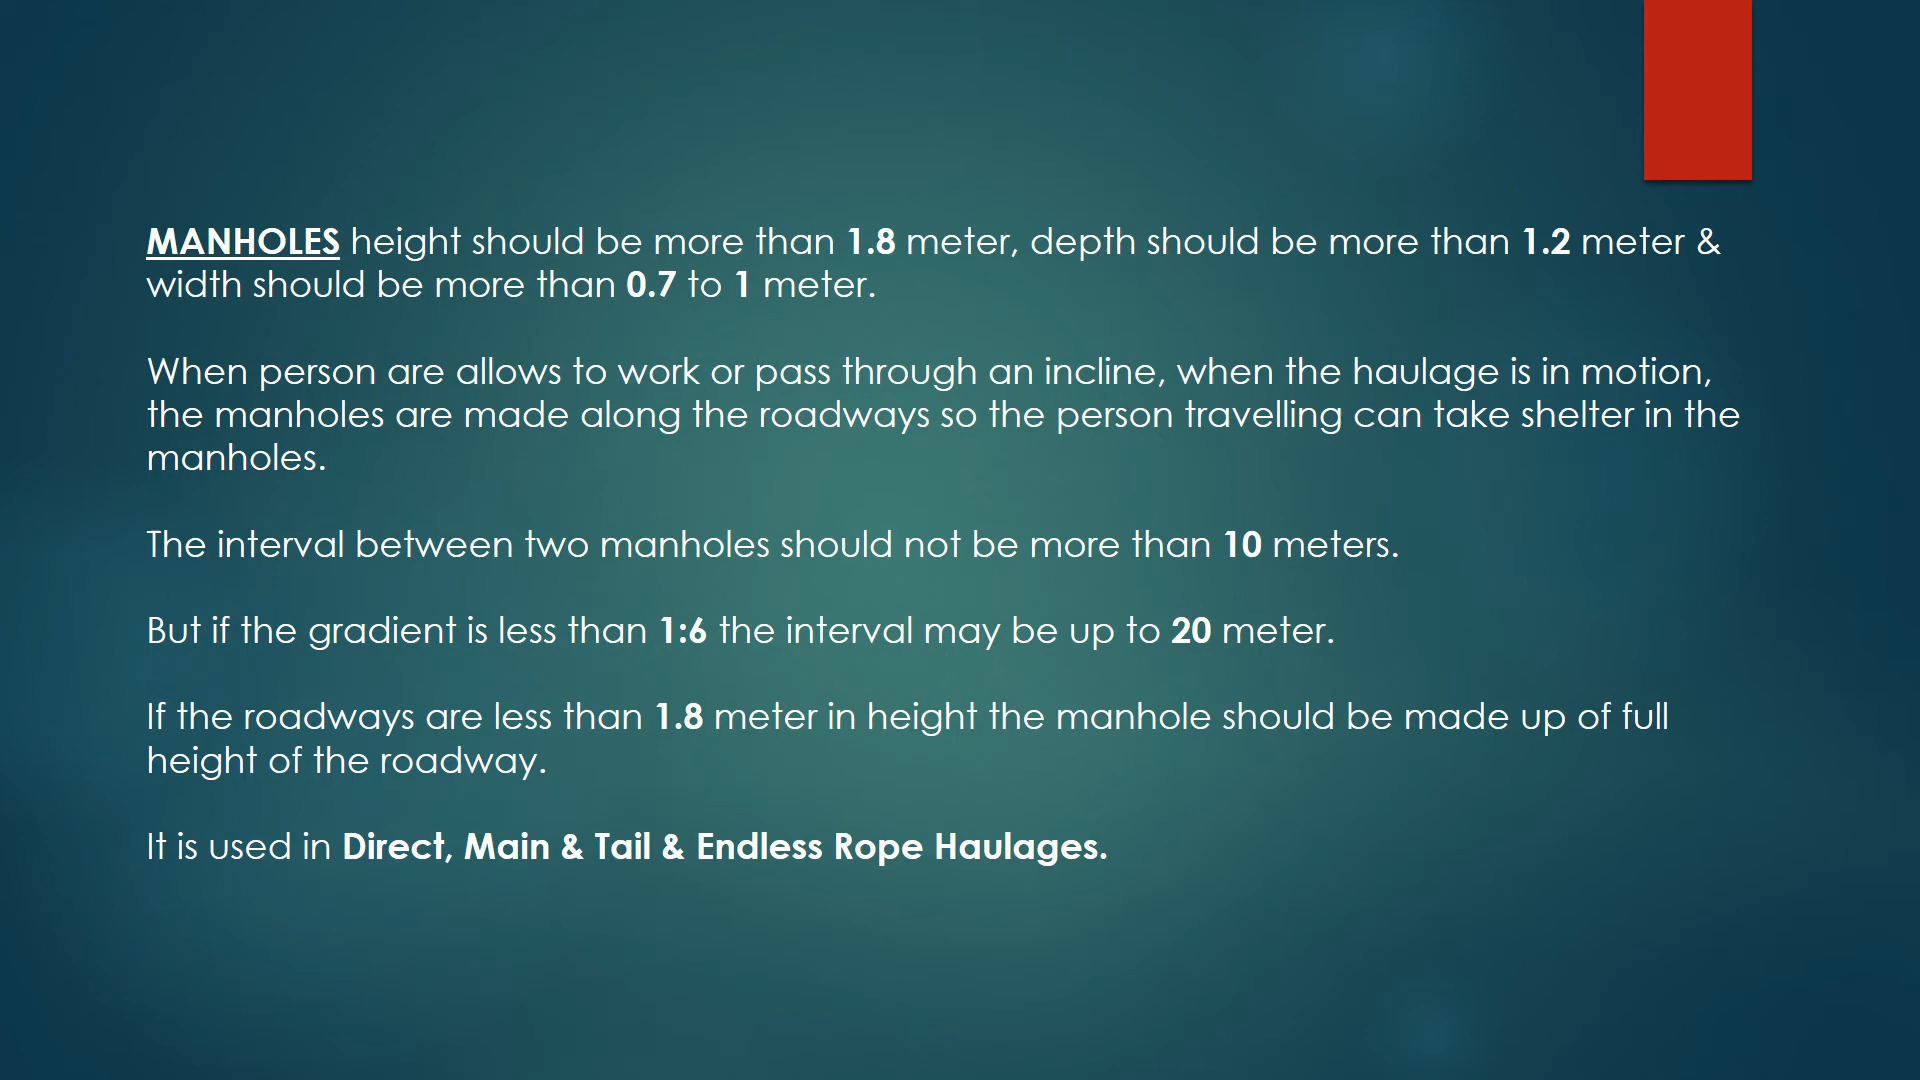 MANHOLES height should be more than 1.8 meter, depth should be more than 1.2 meter &
width should be more than 0.7 to 1 meter.
When person are allows to work or pass through an incline, when the haulage is in motion,
the manholes are made along the roadways so the person travelling can take shelter in the
manholes.
The interval between two manholes should not be more than 10 meters.
But if the gradient is less than 1:6 the interval may be up to 20 meter.
If the roadways are less than 1.8 meter in height the manhole should be made up of full
height of the roadway.
It is used in Direct, Main & Tail & Endless Rope Haulages.